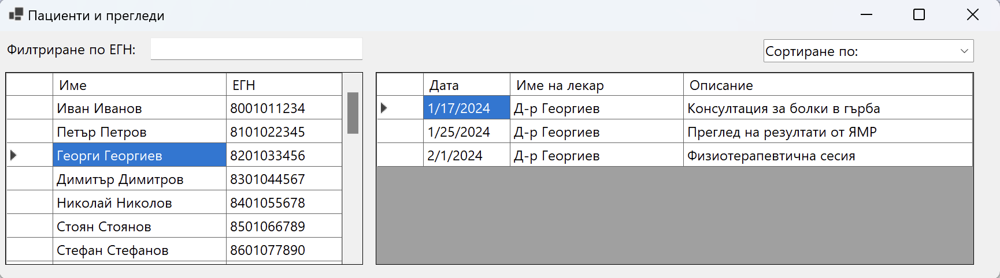 Пациенти и прегледи
Филтриране по ЕГН:
Сортиране по:
Име ЕГН
Иван Иванов 8001011234
Петър Петров 8101022345
Георги Георгиев 8201033456
Димитър Димитров 8301044567
Николай Николов 8401055678
Стоян Стоянов 8501066789
Стефан Стефанов 8601077890
Дата Име на лекар Описание
1/17/2024 Д-р Георгиев Консултация за болки в гърба
1/25/2024 Д-р Георгиев Преглед на резултати от ЯМР
2/1/2024 Д-р Георгиев Физиотерапевтична сесия